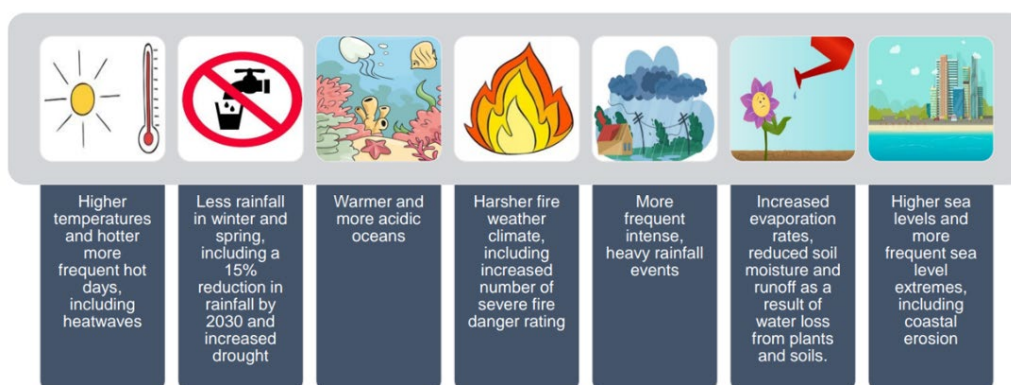 Higher
temperatures
and hotter
more
frequent hot
days,
including
heatwaves
Less rainfall
in winter and
spring,
including a
15%
reduction in
rainfall by
2030 and
increased
drought
Warmer and
more acidic
oceans
Harsher fire
weather
climate,
including
increased
number of
severe fire
danger rating
More
frequent
intense,
heavy rainfall
events
Increased
evaporation
rates,
reduced soil
moisture and
runoff as a
result of
water loss
from plants
and soils.
Higher sea
levels and
more
frequent sea
level
extremes,
including
coastal
erosion